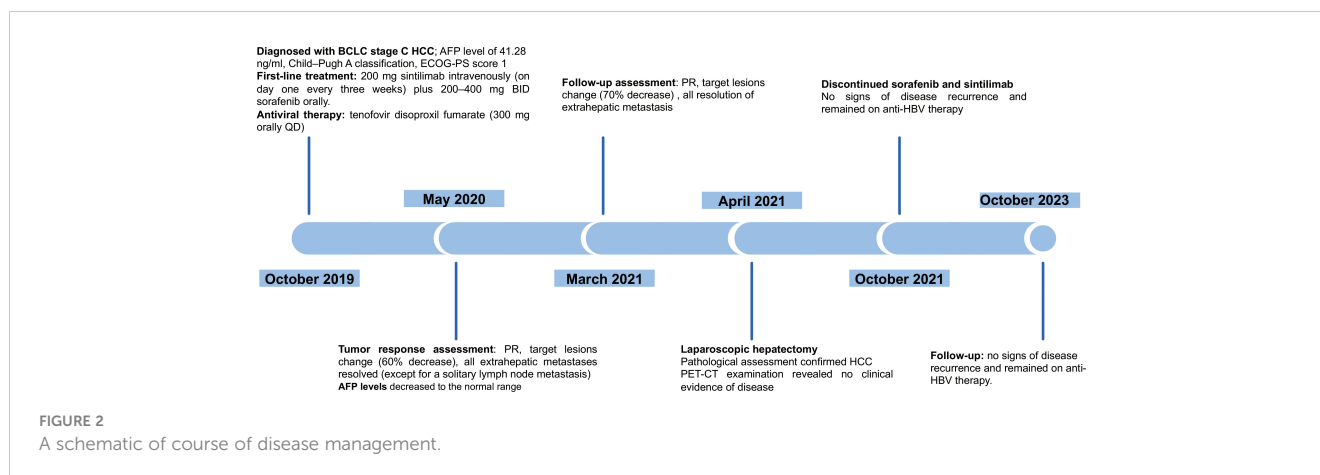 Diagnosed with BCLC stage C HCC; AFP level of 41.28
ng/ml, Child–Pugh A classification, ECOG-PS score 1
First-line treatment: 200 mg sintilimab intravenously (on
day one every three weeks) plus 200–400 mg BID
sorafenib orally.
Antiviral therapy: tenofovir disoproxil fumarate (300 mg
orally QD)
Follow-up assessment: PR, target lesions
change (70% decrease) , all resolution of
extrahepatic metastasis
Discontinued sorafenib and sintilimab
No signs of disease recurrence and
remained on anti-HBV therapy
May 2020
April 2021
October 2023
October 2019
March 2021
October 2021
Tumor response assessment: PR, target lesions
change (60% decrease), all extrahepatic metastases
resolved (except for a solitary lymph node metastasis)
AFP levels decreased to the normal range
Laparoscopic hepatectomy
Pathological assessment confirmed HCC
PET-CT examination revealed no clinical
evidence of disease
Follow-up: no signs of disease
recurrence and remained on anti-
HBV therapy.
FIGURE 2
A schematic of course of disease management.